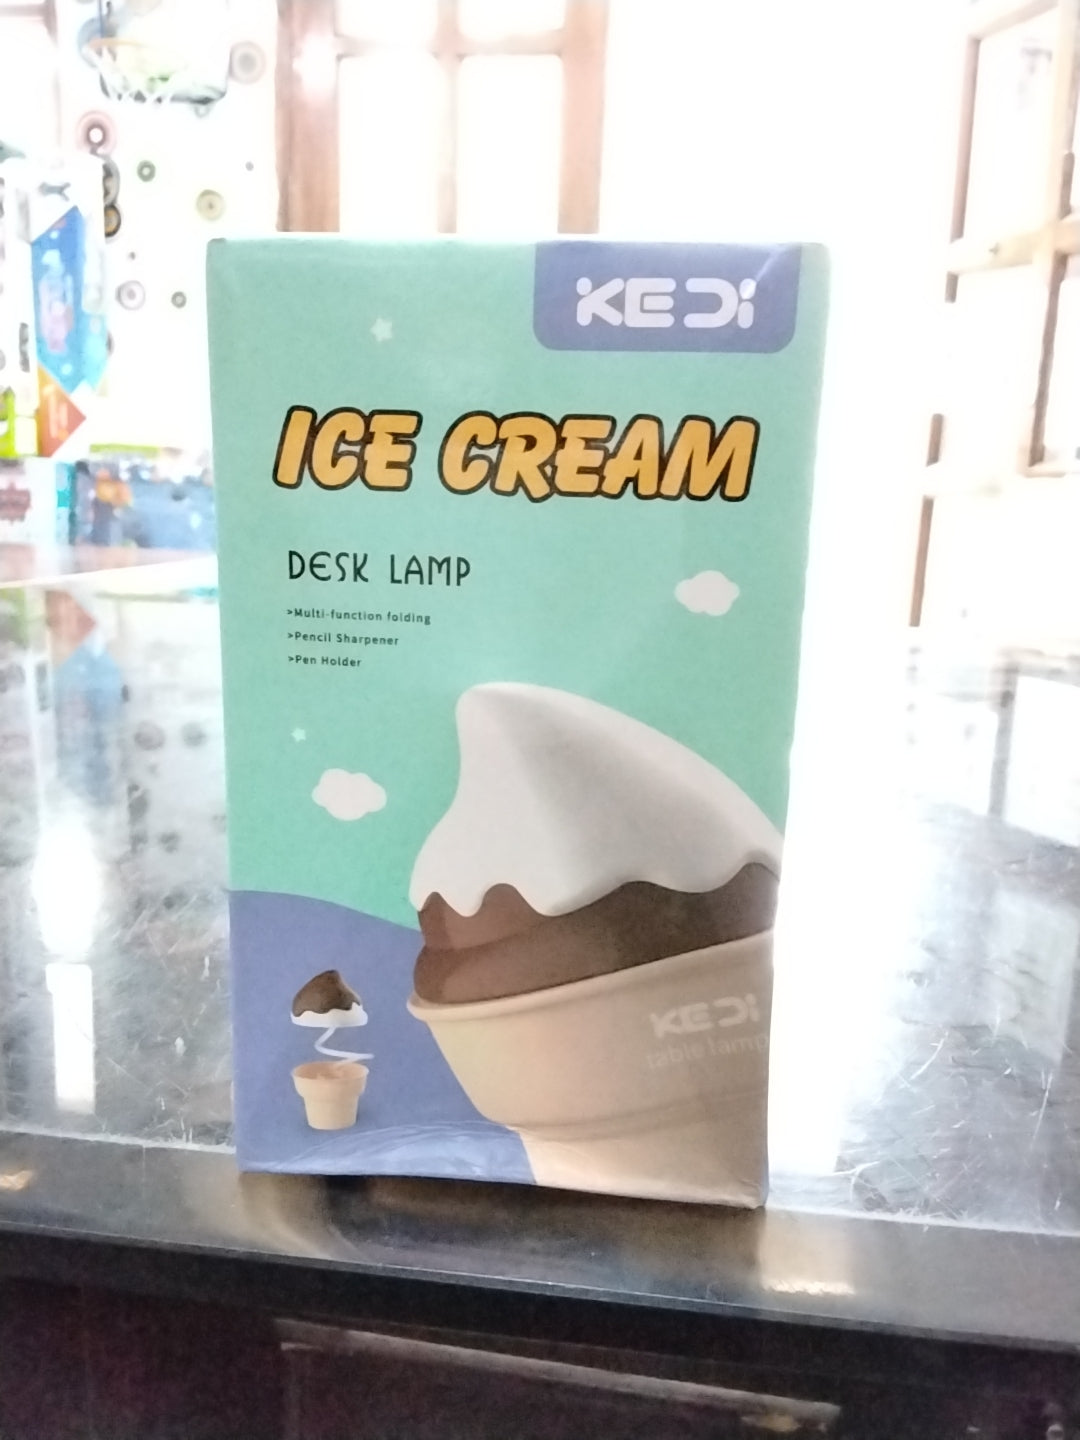 KEDI
ICE CREAM
DESK LAMP
>Multi-function folding
>Pencil Sharpener
>Pen Holder
KEDI
table lamp